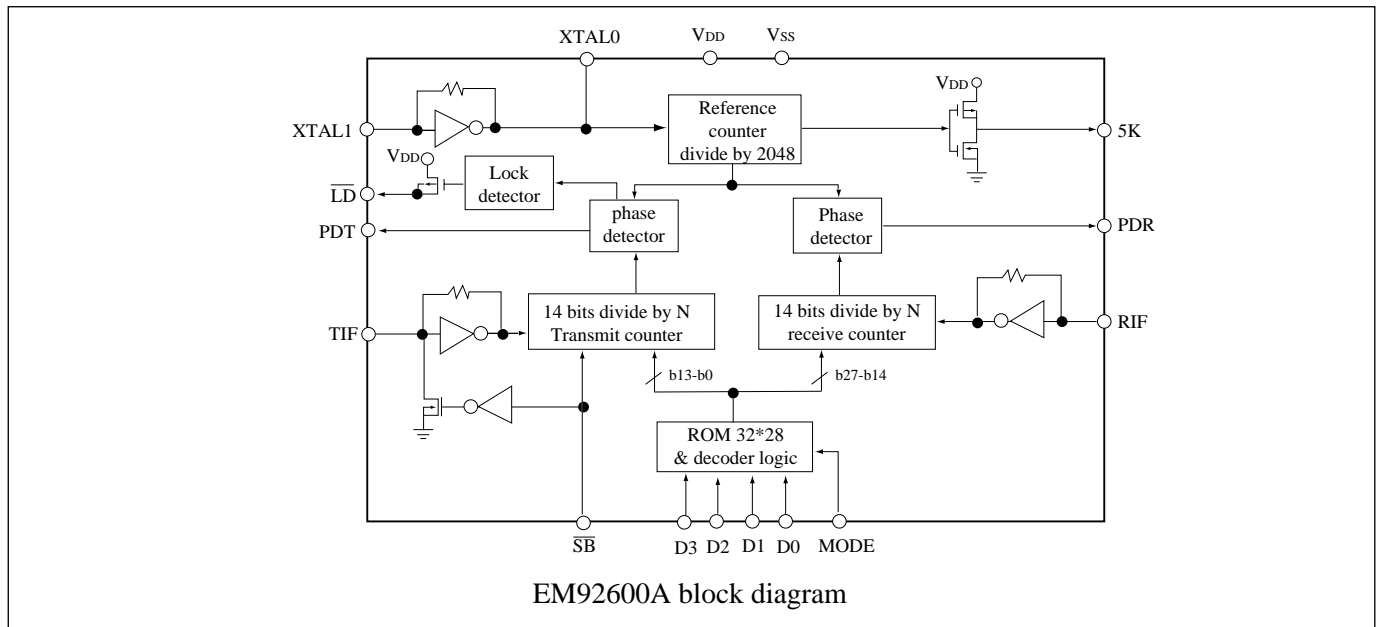 XTAL0
VDD
VSS
XTAL1
Reference
counter
divide by 2048
VDD
5K
VDD
LD
Lock
detector
PDT
phase
detector
Phase
detector
PDR
TIF
14 bits divide by N
Transmit counter
14 bits divide by N
receive counter
RIF
b13-b0
b27-b14
ROM 32*28
& decoder logic
SB
D3
D2
D1
D0
MODE
EM92600A block diagram